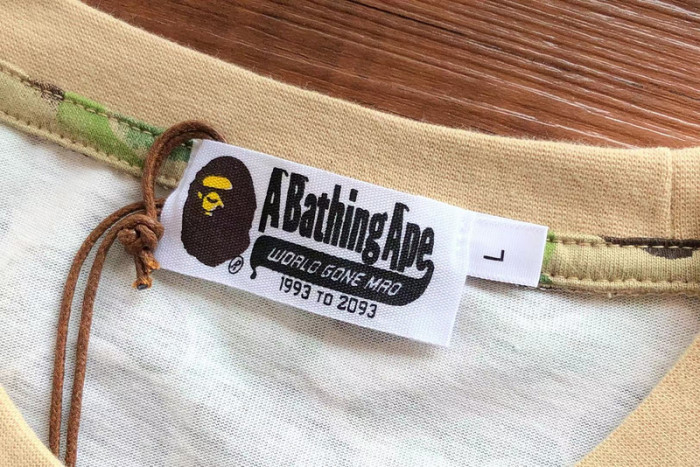 A Bathing Ape
WORLD GONE MAD
1993 TO 2093
®
L